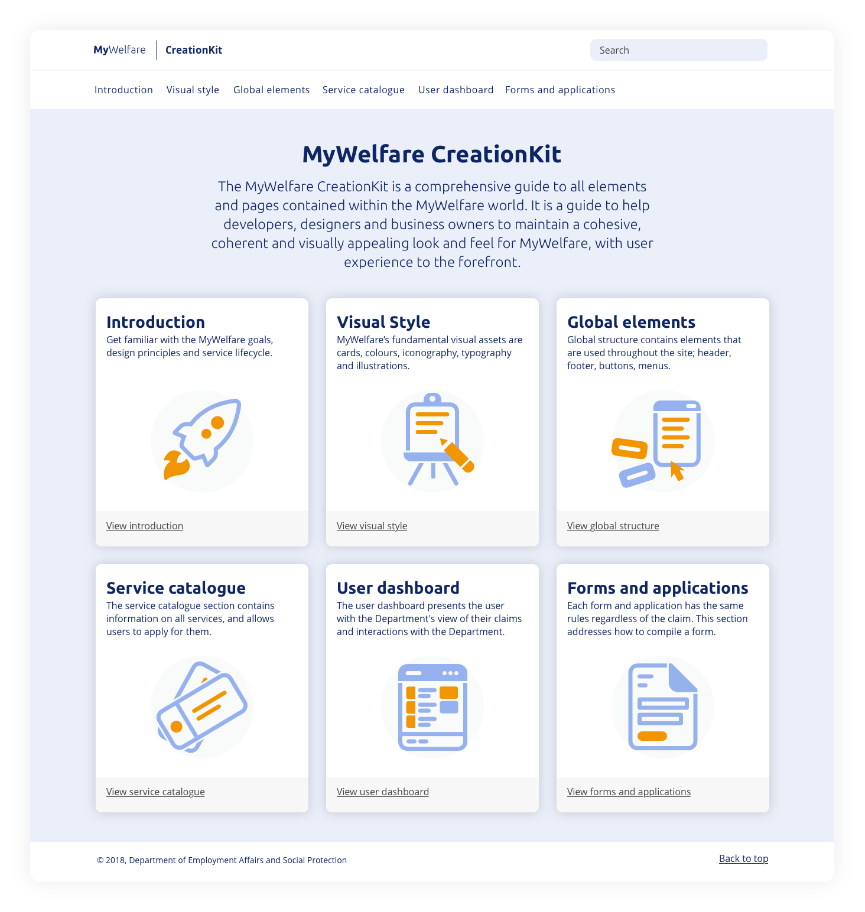 MyWelfare | CreationKit
Search
Introduction Visual style Global elements Service catalogue User dashboard Forms and applications
MyWelfare CreationKit
The MyWelfare CreationKit is a comprehensive guide to all elements
and pages contained within the MyWelfare world. It is a guide to help
developers, designers and business owners to maintain a cohesive,
coherent and visually appealing look and feel for MyWelfare, with user
experience to the forefront.
Introduction
Get familiar with the MyWelfare goals,
design principles and service lifecycle.
View introduction
Visual Style
MyWelfare's fundamental visual assets are
cards, colours, iconography, typography
and illustrations.
View visual style
Global elements
Global structure contains elements that
are used throughout the site; header,
footer, buttons, menus.
View global structure
Service catalogue
The service catalogue section contains
information on all services, and allows
users to apply for them.
View service catalogue
User dashboard
The user dashboard presents the user
with the Department's view of their claims
and interactions with the Department.
View user dashboard
Forms and applications
Each form and application has the same
rules regardless of the claim. This section
addresses how to compile a form.
View forms and applications
© 2018, Department of Employment Affairs and Social Protection
Back to top